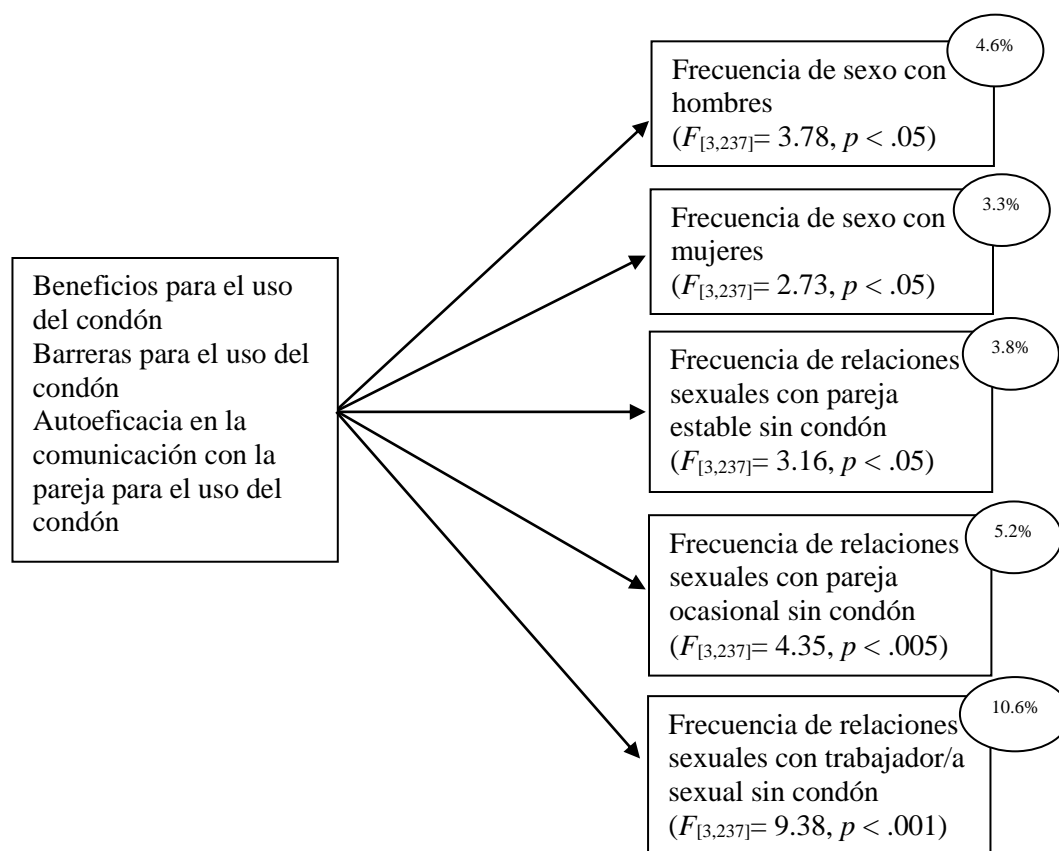 Beneficios para el uso
del condón
Barreras para el uso del
condón
Autoeficacia en la
comunicación con la
pareja para el uso del
condón
4.6%
Frecuencia de sexo con
hombres
(F[3,237]= 3.78, p < .05)
3.3%
Frecuencia de sexo con
mujeres
(F[3,237]= 2.73, p < .05)
3.8%
Frecuencia de relaciones
sexuales con pareja
estable sin condón
(F[3,237]= 3.16, p < .05)
5.2%
Frecuencia de relaciones
sexuales con pareja
ocasional sin condón
(F[3,237]= 4.35, p < .005)
10.6%
Frecuencia de relaciones
sexuales con trabajador/a
sexual sin condón
(F[3,237]= 9.38, p < .001)